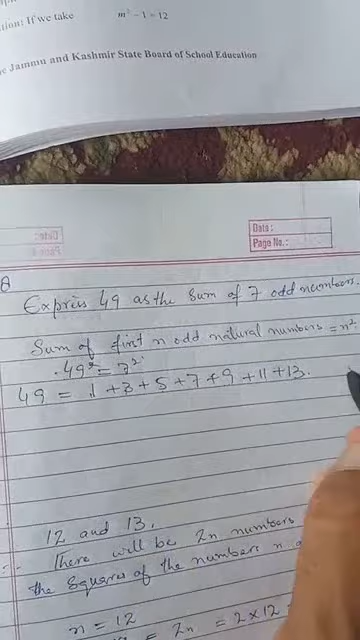 tion: If we take m² - 1 = 12
e Jammu and Kashmir State Board of School Education
Date:
Page No.:
Express 49 as the sum of 7 odd numbers.
Sum of first n odd natural numbers = n²
49² = 7²
49 = 1 + 3 + 5 + 7 + 9 + 11 + 13.
12 and 13.
There will be 2n numbers
the squares of the numbers n
n = 12
= 2n = 2 × 12